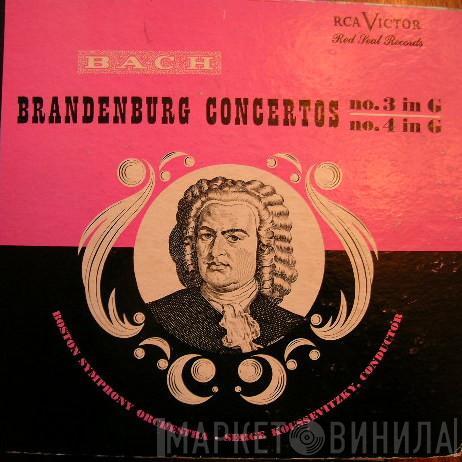 RCA VICTOR
Red Seal Records
BACH
BRANDENBURG CONCERTOS no. 3 in G
no. 4 in G
BOSTON SYMPHONY ORCHESTRA · SERGE KOUSSEVITZKY, CONDUCTOR
МАРКЕТ ВИНИЛА